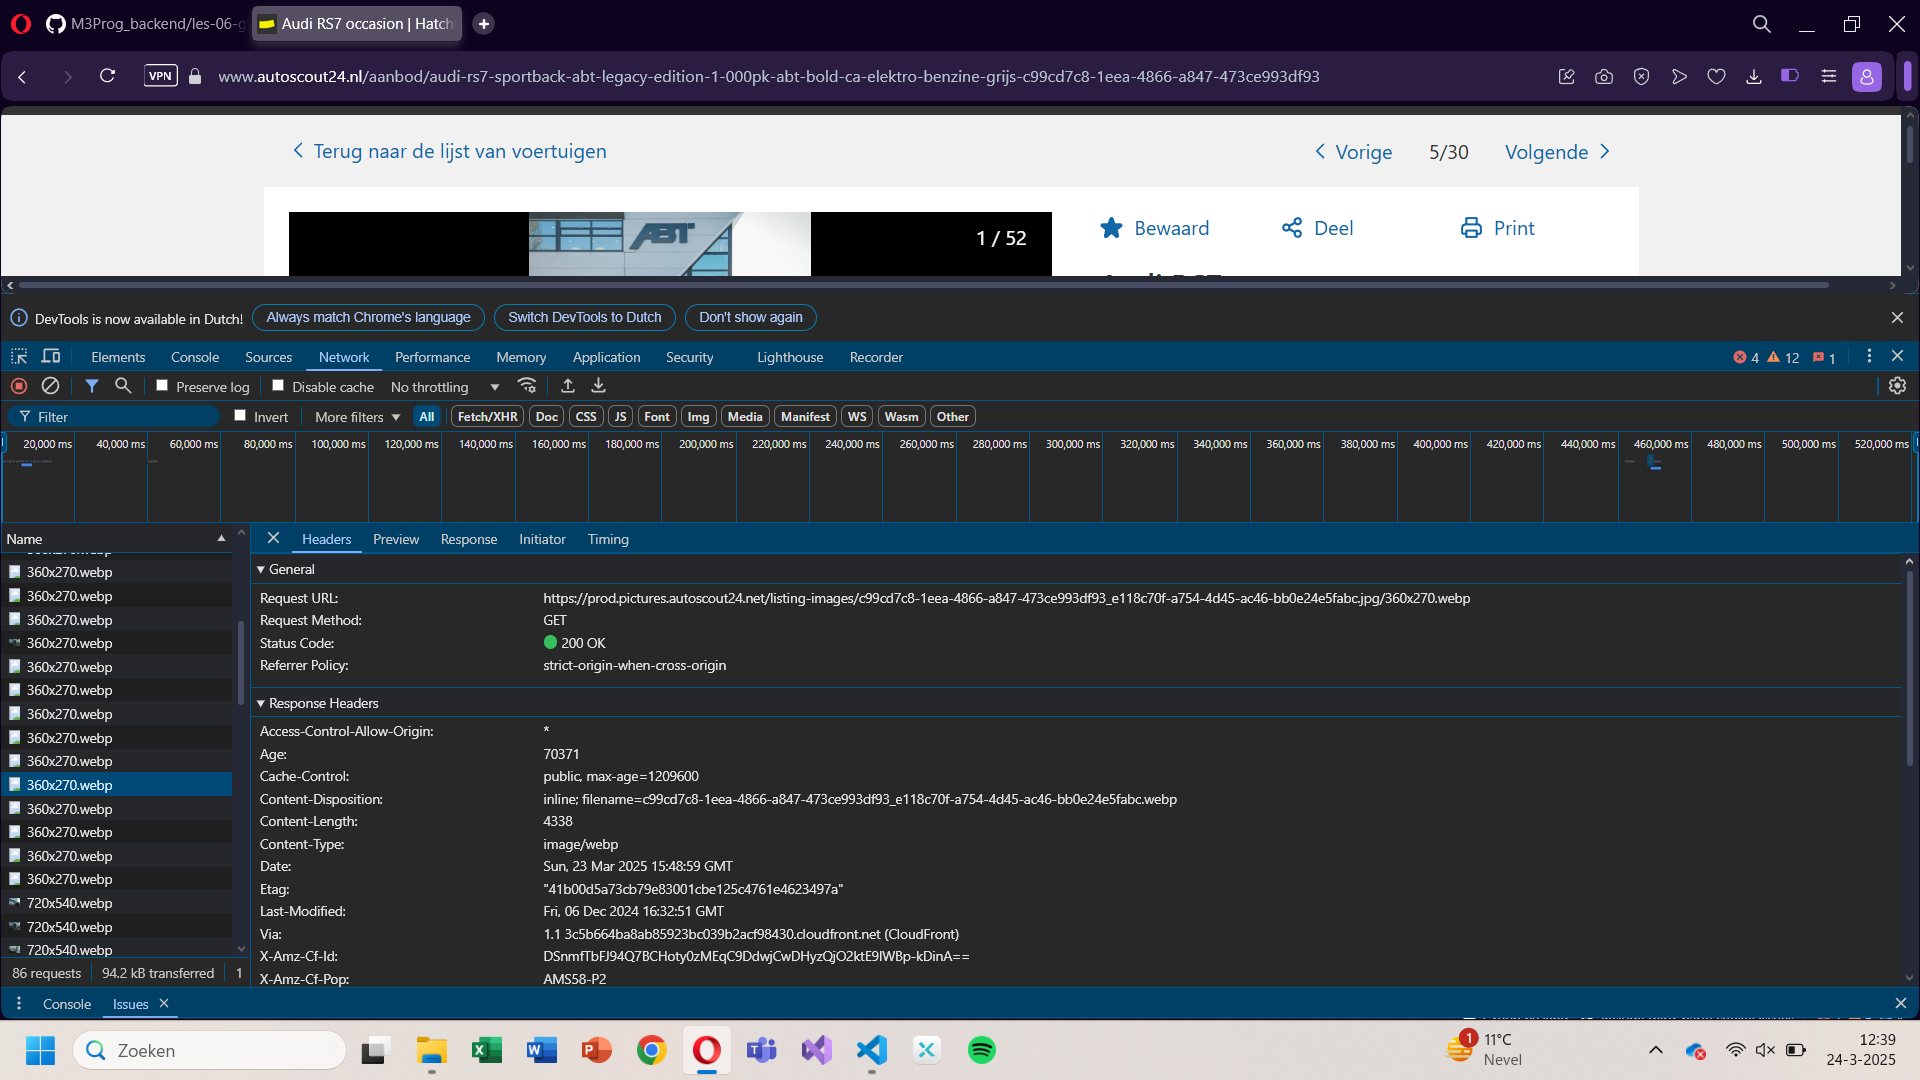 M3Prog_backend/les-06-g
Audi RS7 occasion | Hatch
VPN
www.autoscout24.nl/aanbod/audi-rs7-sportback-abt-legacy-edition-1-000pk-abt-bold-ca-elektro-benzine-grijs-c99cd7c8-1eea-4866-a847-473ce993df93
Terug naar de lijst van voertuigen
Vorige 5/30 Volgende
ABT
1 / 52
Bewaard Deel Print
DevTools is now available in Dutch! Always match Chrome's language Switch DevTools to Dutch Don't show again
Elements Console Sources Network Performance Memory Application Security Lighthouse Recorder 4 12 1
Preserve log Disable cache No throttling
Filter Invert More filters All Fetch/XHR Doc CSS JS Font Img Media Manifest WS Wasm Other
20,000 ms 40,000 ms 60,000 ms 80,000 ms 100,000 ms 120,000 ms 140,000 ms 160,000 ms 180,000 ms 200,000 ms 220,000 ms 240,000 ms 260,000 ms 280,000 ms 300,000 ms 320,000 ms 340,000 ms 360,000 ms 380,000 ms 400,000 ms 420,000 ms 440,000 ms 460,000 ms 480,000 ms 500,000 ms 520,000 ms
Name
360x270.webp
360x270.webp
360x270.webp
360x270.webp
360x270.webp
360x270.webp
360x270.webp
360x270.webp
360x270.webp
360x270.webp
360x270.webp
360x270.webp
360x270.webp
360x270.webp
720x540.webp
720x540.webp
720x540.webp
86 requests 94.2 kB transferred 1
Headers Preview Response Initiator Timing
General
Request URL: https://prod.pictures.autoscout24.net/listing-images/c99cd7c8-1eea-4866-a847-473ce993df93_e118c70f-a754-4d45-ac46-bb0e24e5fabc.jpg/360x270.webp
Request Method: GET
Status Code: 200 OK
Referrer Policy: strict-origin-when-cross-origin
Response Headers
Access-Control-Allow-Origin: *
Age: 70371
Cache-Control: public, max-age=1209600
Content-Disposition: inline; filename=c99cd7c8-1eea-4866-a847-473ce993df93_e118c70f-a754-4d45-ac46-bb0e24e5fabc.webp
Content-Length: 4338
Content-Type: image/webp
Date: Sun, 23 Mar 2025 15:48:59 GMT
Etag: "41b00d5a73cb79e83001cbe125c4761e4623497a"
Last-Modified: Fri, 06 Dec 2024 16:32:51 GMT
Via: 1.1 3c5b664ba8ab85923bc039b2acf98430.cloudfront.net (CloudFront)
X-Amz-Cf-Id: DSnmfTbFJ94Q7BCHoty0zMEqC9DdwjCwDHyzQjO2ktE9lWBp-kDinA==
X-Amz-Cf-Pop: AMS58-P2
Console Issues
Zoeken
1
11°C
Nevel
12:39
24-3-2025